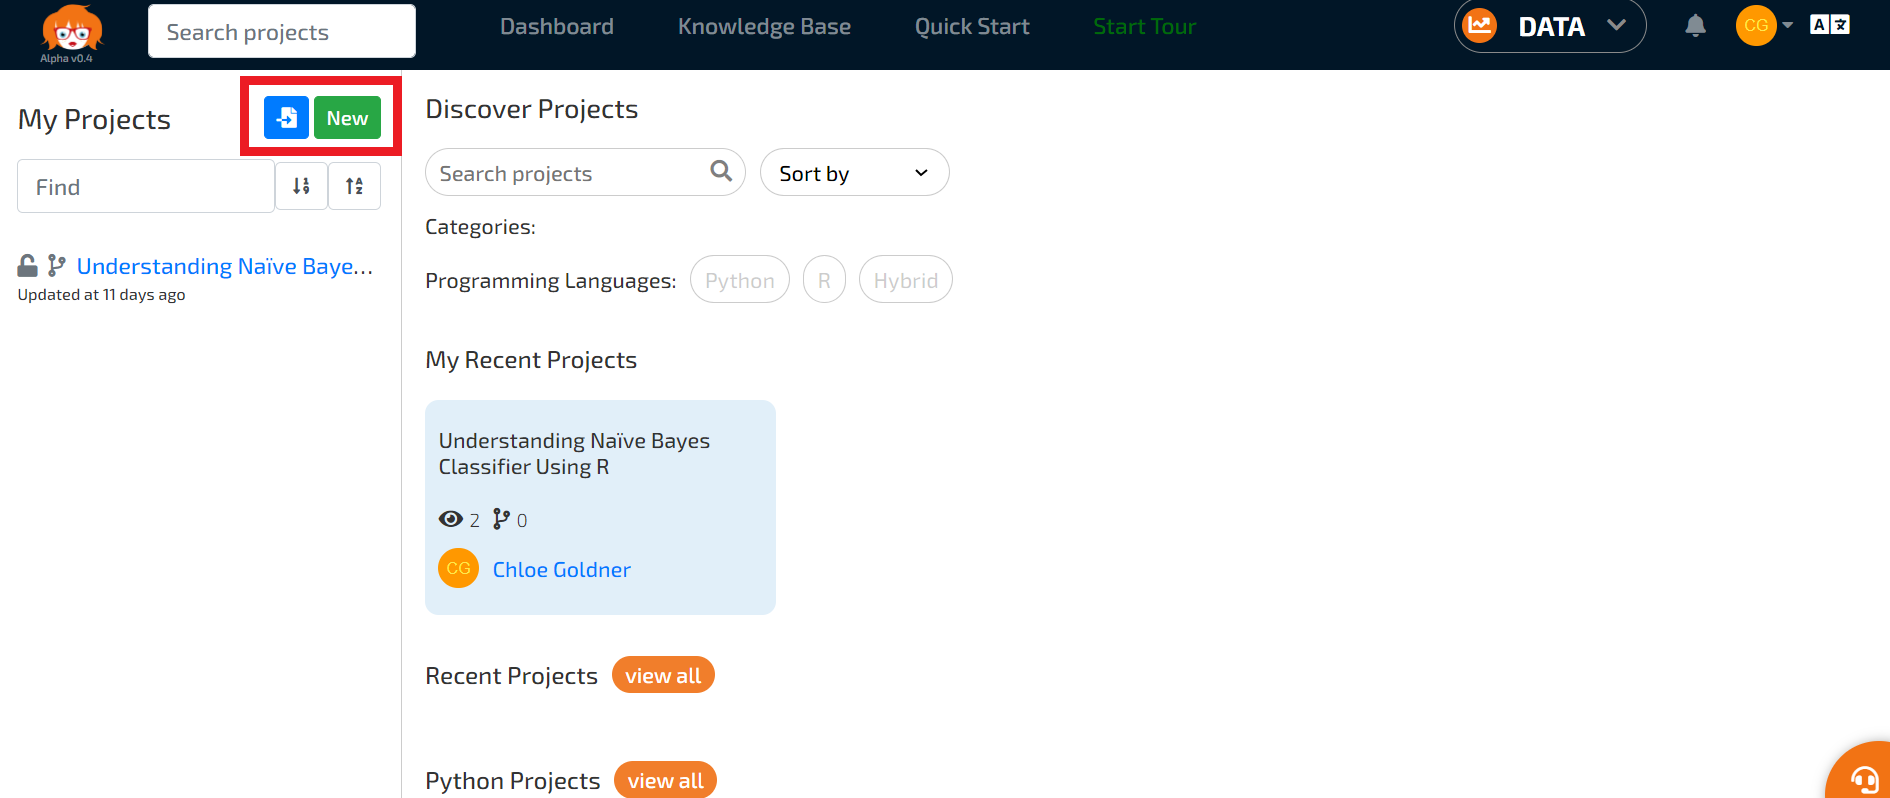 Alpha v0.4
Search projects
Dashboard
Knowledge Base
Quick Start
Start Tour
DATA
CG
A
My Projects
New
Find
Understanding Naïve Baye...
Updated at 11 days ago
Discover Projects
Search projects
Sort by
Categories:
Programming Languages: Python R Hybrid
My Recent Projects
Understanding Naïve Bayes
Classifier Using R
2 0
CG Chloe Goldner
Recent Projects view all
Python Projects view all